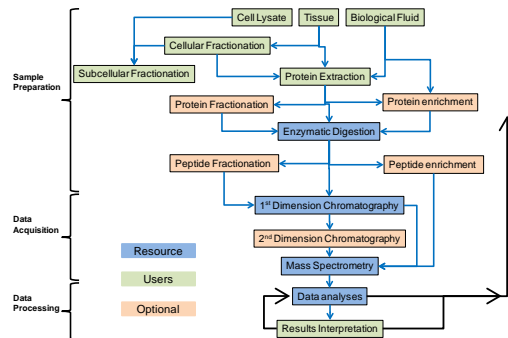 Cell Lysate
Tissue
Biological Fluid
Cellular Fractionation
Subcellular Fractionation
Protein Extraction
Sample
Preparation
Protein Fractionation
Protein enrichment
Enzymatic Digestion
Peptide Fractionation
Peptide enrichment
1st Dimension Chromatography
Data
Acquisition
2nd Dimension Chromatography
Resource
Mass Spectrometry
Users
Data analyses
Data
Processing
Optional
Results Interpretation